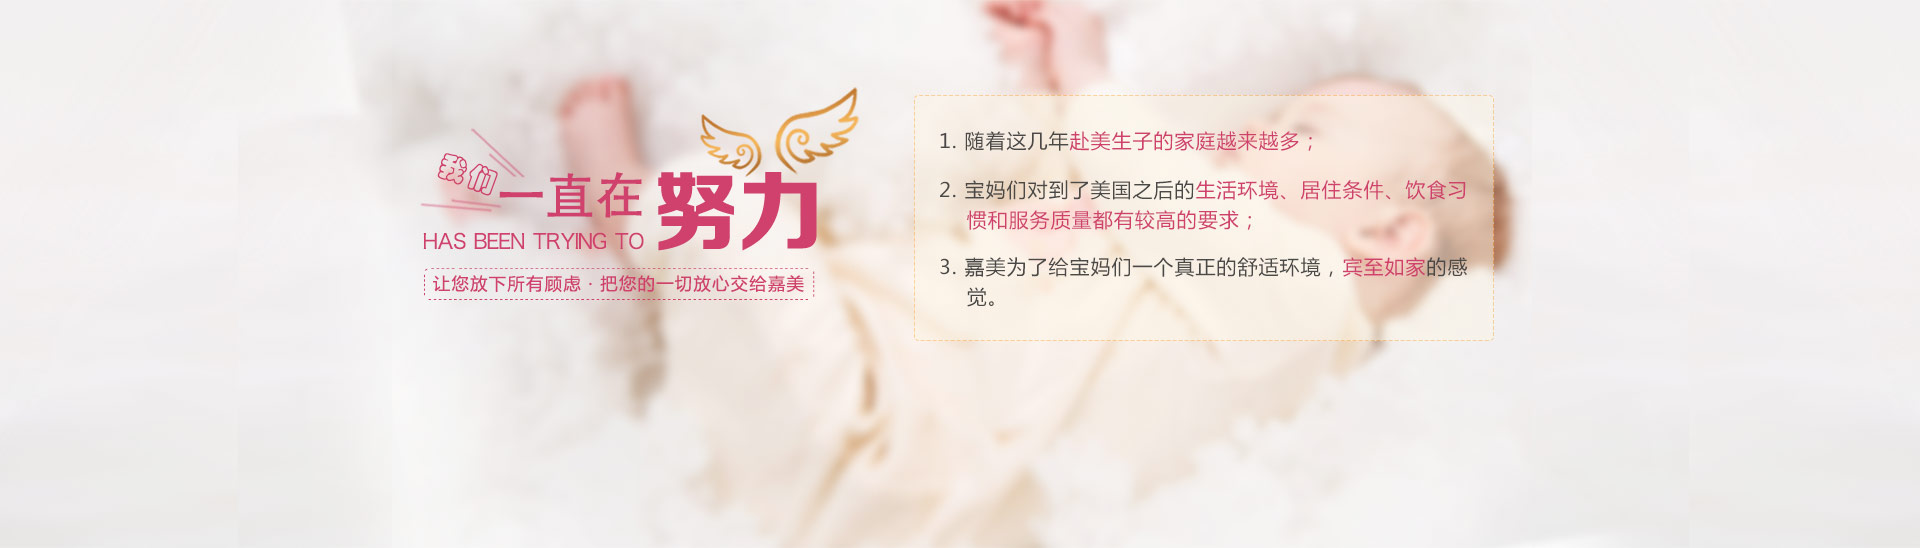 我们一直在努力
HAS BEEN TRYING TO
让您放下所有顾虑·把您的一切放心交给嘉美
1. 随着这几年赴美生子的家庭越来越多；
2. 宝妈们对到了美国之后的生活环境、居住条件、饮食习
惯和服务质量都有较高的要求；
3. 嘉美为了给宝妈们一个真正的舒适环境，宾至如家的感
觉。